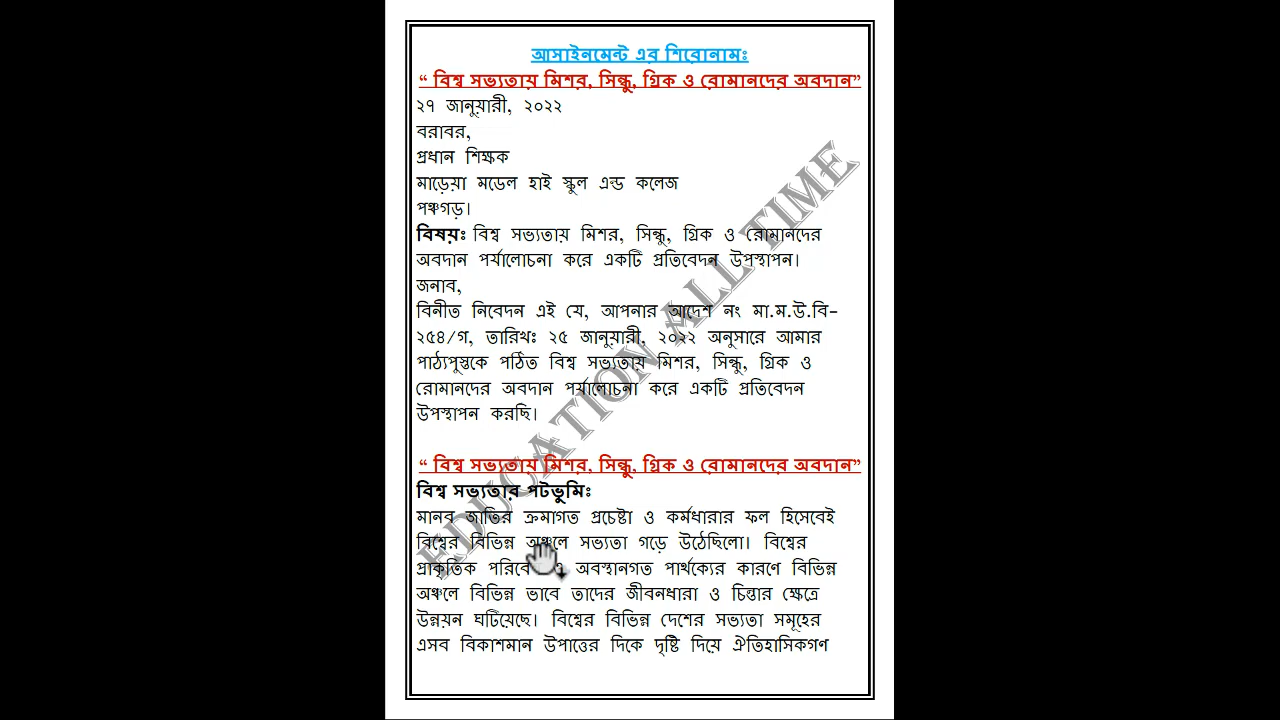 আসাইনমেন্ট এর শিরোনামঃ
“ বিশ্ব সভ্যতায় মিশর, সিন্ধু, গ্রিক ও রোমানদের অবদান”
২৭ জানুয়ারী, ২০২২
বরাবর,
প্রধান শিক্ষক
মাড়েয়া মডেল হাই স্কুল এন্ড কলেজ
পঞ্চগড়।
বিষয়ঃ বিশ্ব সভ্যতায় মিশর, সিন্ধু, গ্রিক ও রোমানদের
অবদান পর্যালোচনা করে একটি প্রতিবেদন উপস্থাপন।
জনাব,
বিনীত নিবেদন এই যে, আপনার আদেশ নং মা.ম.উ.বি-
২৫৪/গ, তারিখঃ ২৫ জানুয়ারী, ২০২২ অনুসারে আমার
পাঠ্যপুস্তকে পঠিত বিশ্ব সভ্যতায় মিশর, সিন্ধু, গ্রিক ও
রোমানদের অবদান পর্যালোচনা করে একটি প্রতিবেদন
উপস্থাপন করছি।
“ বিশ্ব সভ্যতায় মিশর, সিন্ধু, গ্রিক ও রোমানদের অবদান”
বিশ্ব সভ্যতার পটভুমিঃ
মানব জাতির ক্রমাগত প্রচেষ্টা ও কর্মধারার ফল হিসেবেই
বিশ্বের বিভিন্ন অঞ্চলে সভ্যতা গড়ে উঠেছিলো। বিশ্বের
প্রাকৃতিক অবস্থানগত পার্থক্যের কারণে বিভিন্ন
অঞ্চলে বিভিন্ন ভাবে তাদের জীবনধারা ও চিন্তার ক্ষেত্রে
উন্নয়ন ঘটিয়েছে। বিশ্বের বিভিন্ন দেশের সভ্যতা সমূহের
এসব বিকাশমান উপাত্তের দিকে দৃষ্টি দিয়ে ঐতিহাসিকগণ
EDUCATION ALL TIME